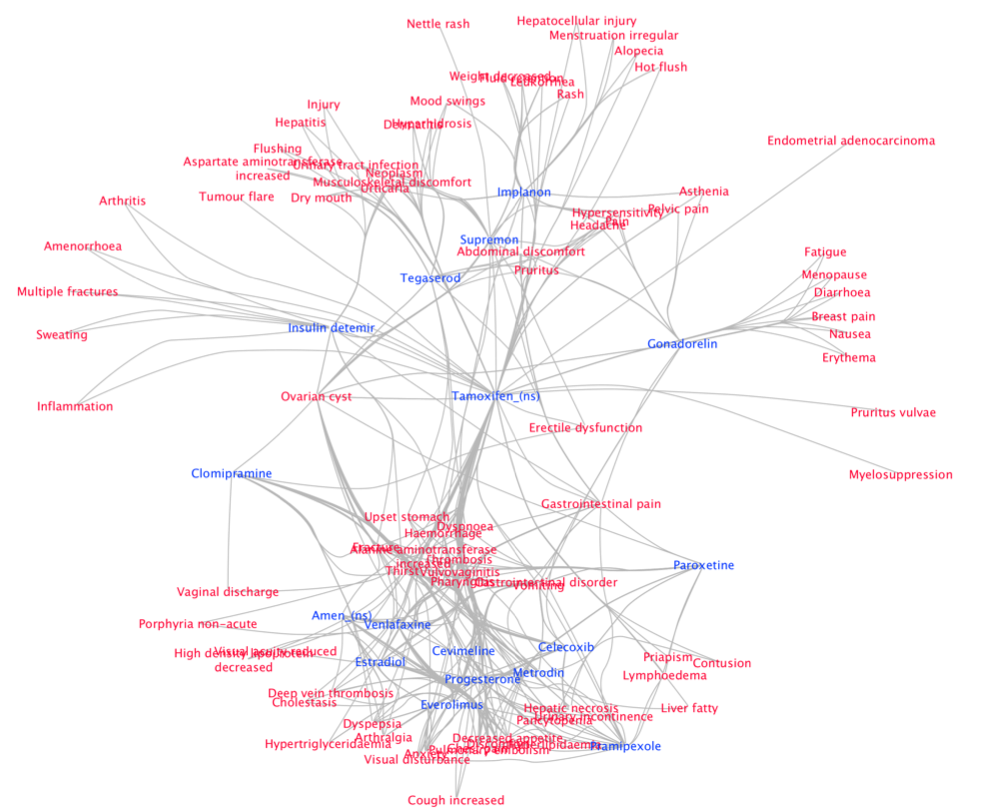 Nettle rash
Hepatocellular injury
Menstruation irregular
Alopecia
Hot flush
Weight decreased
Leukorrhea
Rash
Mood swings
Injury
Hepatitis
Hyperhidrosis
Endometrial adenocarcinoma
Flushing
Aspartate aminotransferase
increased
Urinary tract infection
Neoplasm
Musculoskeletal discomfort
Urticaria
Tumour flare
Dry mouth
Implanon
Asthenia
Arthritis
Hypersensitivity
Pelvic pain
Pain
Headache
Supremon
Amenorrhoea
Abdominal discomfort
Fatigue
Pruritus
Tegaserod
Menopause
Multiple fractures
Diarrhoea
Breast pain
Insulin detemir
Sweating
Nausea
Gonadorelin
Erythema
Ovarian cyst
Tamoxifen_(ns)
Inflammation
Pruritus vulvae
Erectile dysfunction
Clomipramine
Myelosuppression
Gastrointestinal pain
Upset stomach
Dyspnoea
Haemorrhage
Fracture
Alanine aminotransferase
increased
Thrombosis
Paroxetine
Thirst
Vulvovaginitis
Pharyngitis
Gastrointestinal disorder
Vomiting
Vaginal discharge
Amen_(ns)
Porphyria non-acute
Venlafaxine
Celecoxib
Visual acuity reduced
High density lipoprotein
decreased
Cevimeline
Estradiol
Priapism
Contusion
Metrodin
Lymphoedema
Progesterone
Deep vein thrombosis
Cholestasis
Everolimus
Hepatic necrosis
Liver fatty
Urinary incontinence
Pancytopenia
Dyspepsia
Arthralgia
Decreased appetite
Hypertriglyceridaemia
Pramipexole
Pulmonary embolism
Anxiety
Visual disturbance
Cough increased